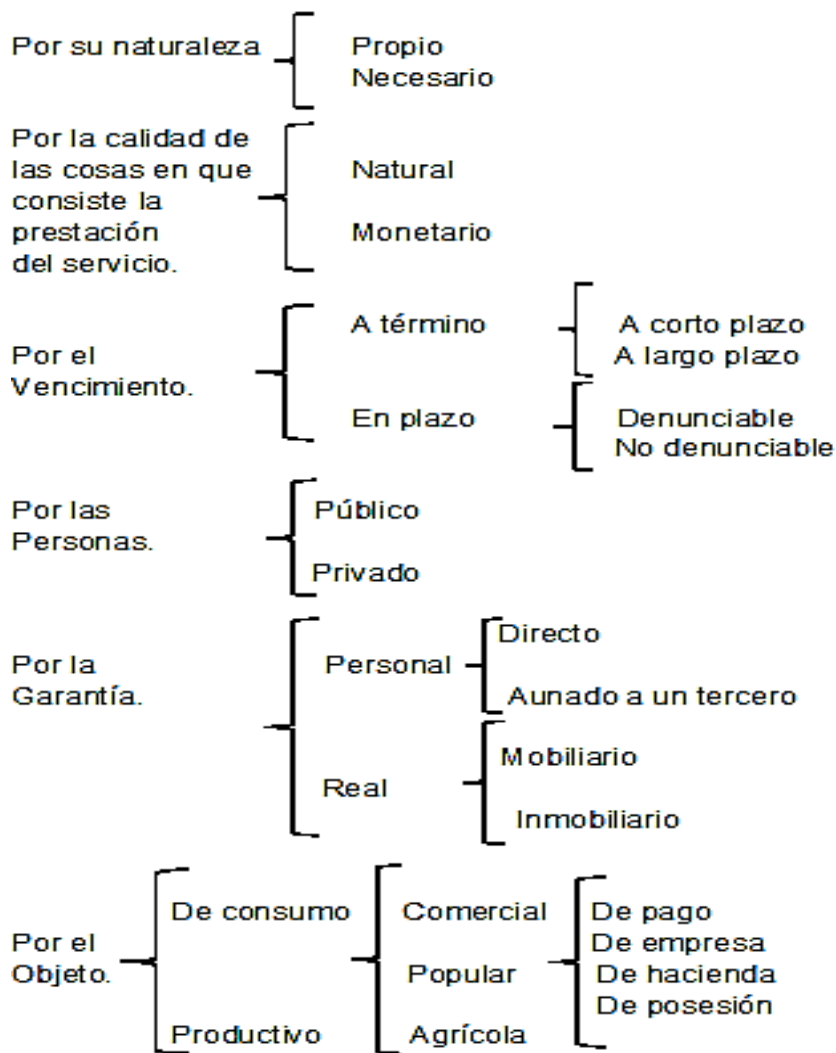 Por su naturaleza
Propio
Necesario
Por la calidad de
las cosas en que
consiste la
prestación
del servicio.
Natural
Monetario
Por el
Vencimiento.
A término
A corto plazo
A largo plazo
En plazo
Denunciable
No denunciable
Por las
Personas.
Público
Privado
Por la
Garantía.
Personal
Directo
Aunado a un tercero
Real
Mobiliario
Inmobiliario
Por el
Objeto.
De consumo
Productivo
Comercial
Popular
Agrícola
De pago
De empresa
De hacienda
De posesión